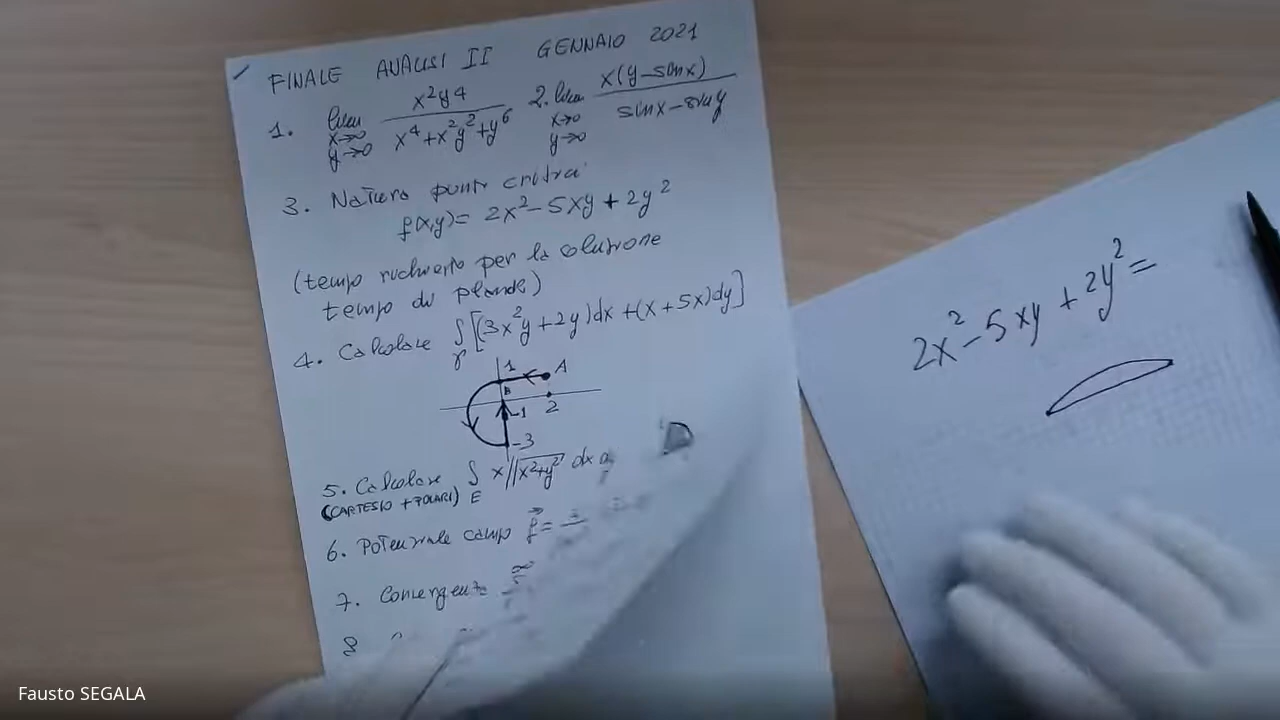 FINALE ANALISI II GENNAIO 2021
1. lim x→0 y→0 x²y4 / x⁴+x²y²+y⁶ 2. lim x→0 y→0 x(y-sinx) / sinx-siny
3. Natura punti critici
f(x,y)= 2x²-5xy+2y²
(tempo richiesto per la soluzione
tempo di Planck)
4. Calcolare ∫γ [(3x²y+2y)dx+(x+5x)dy]
1 A
B
-1 2
-3
5. Calcolare ∫E x/√x²+y² dx
(CARTESIO + POLARI)
6. Potenziale campo f=
7. Convergenza ∞
8
2x²-5xy+2y²=
Fausto SEGALA